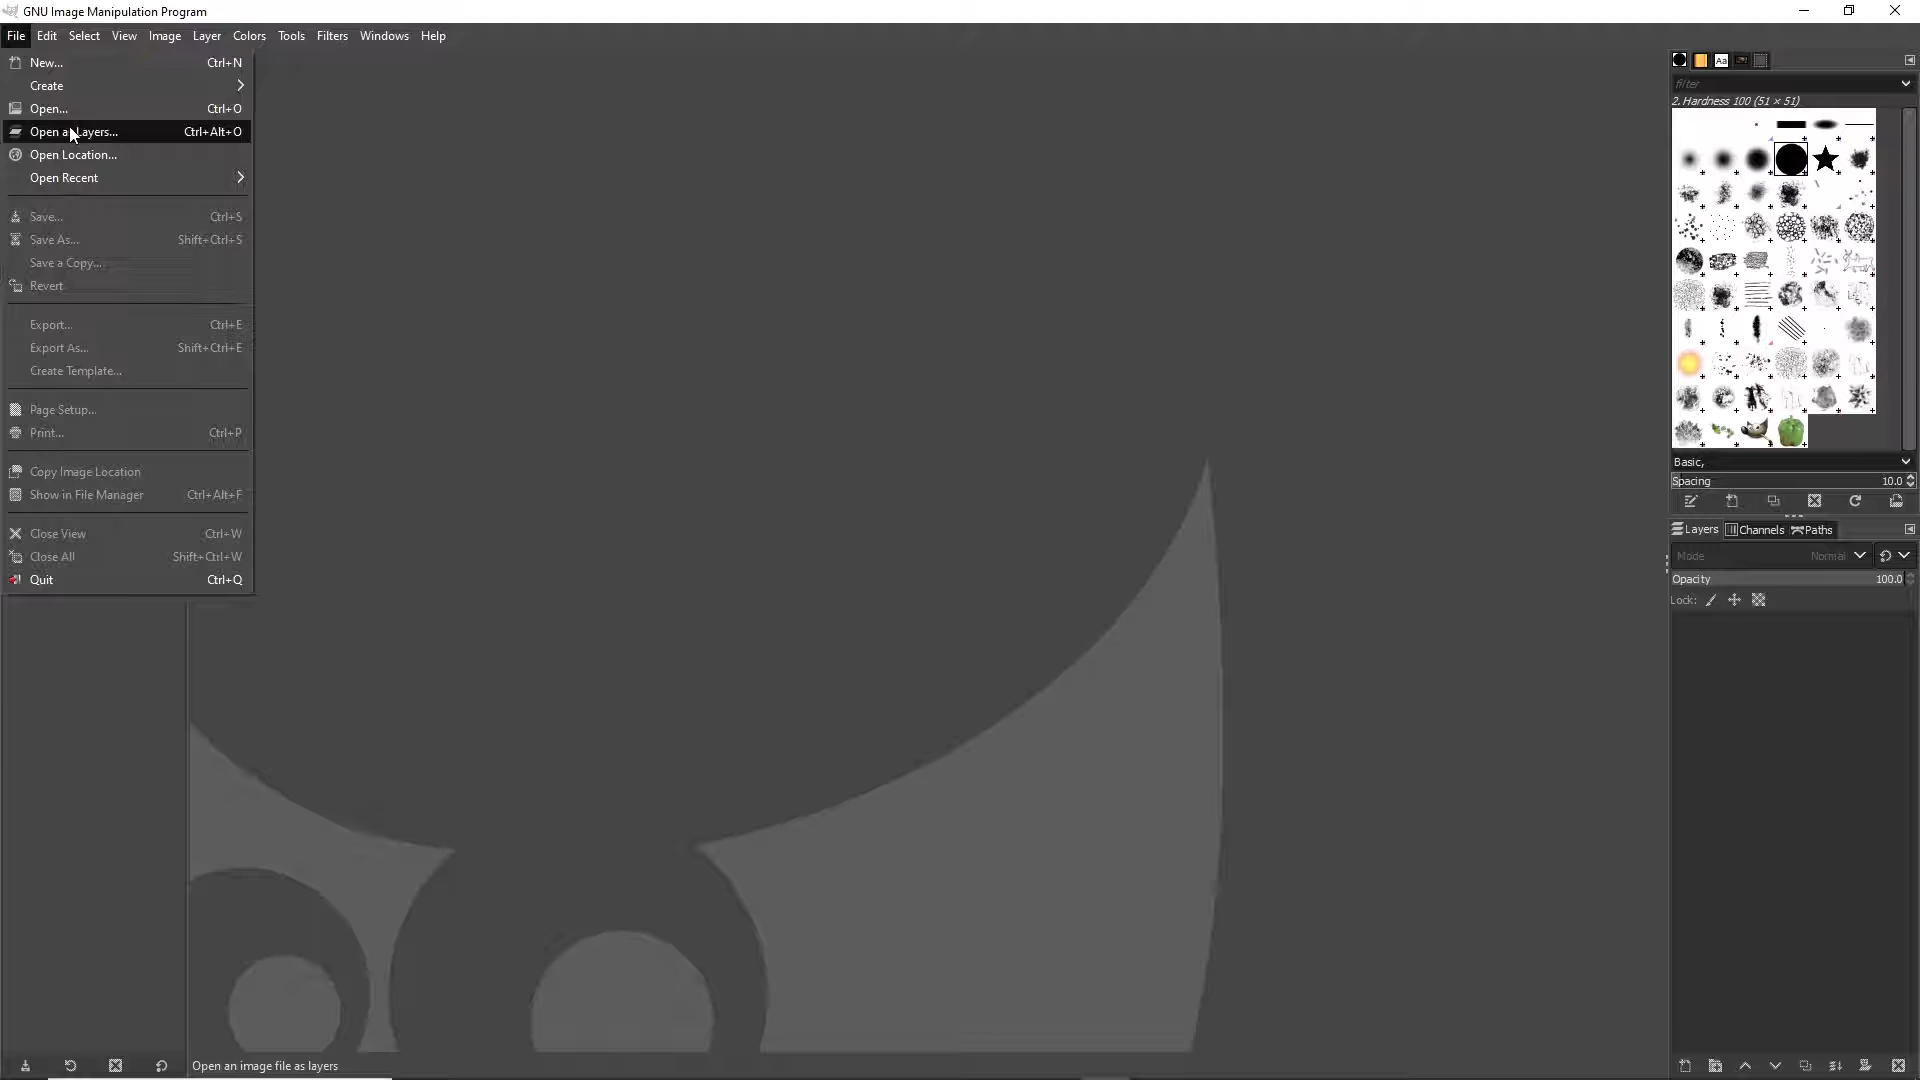 GNU Image Manipulation Program
File Edit Select View Image Layer Colors Tools Filters Windows Help
New... Ctrl+N
Create
Open... Ctrl+O
Open as Layers... Ctrl+Alt+O
Open Location...
Open Recent
Save... Ctrl+S
Save As... Shift+Ctrl+S
Save a Copy...
Revert
Export... Ctrl+E
Export As... Shift+Ctrl+E
Create Template...
Page Setup...
Print... Ctrl+P
Copy Image Location
Show in File Manager Ctrl+Alt+F
Close View Ctrl+W
Close All Shift+Ctrl+W
Quit Ctrl+Q
Open an image file as layers
Aa
filter
2. Hardness 100 (51 × 51)
Basic,
Spacing 10.0
Layers Channels Paths
Mode Normal
Opacity 100.0
Lock: